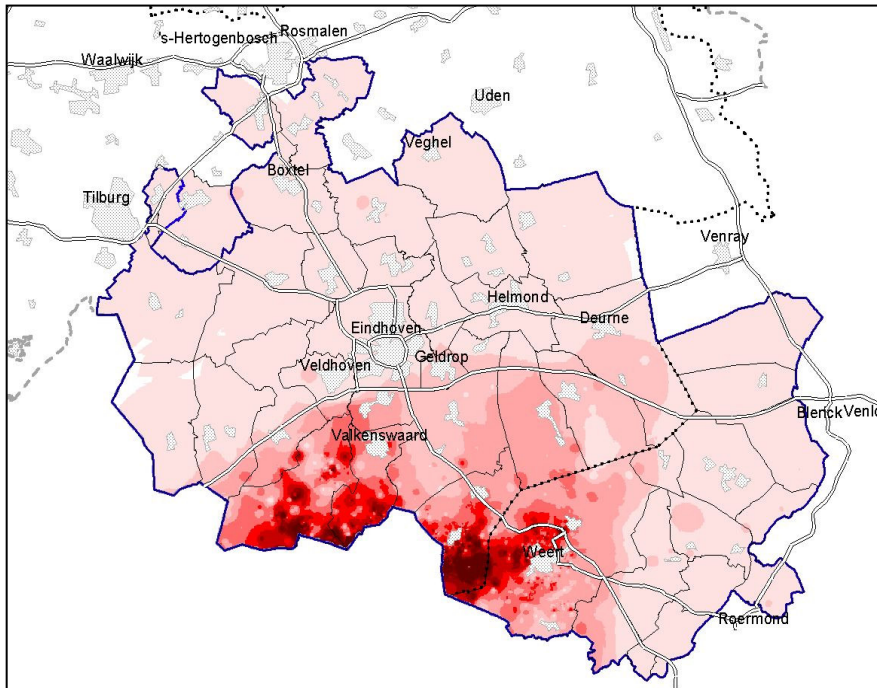 Rosmalen
's-Hertogenbosch
Waalwijk
Uden
Veghel
Boxtel
Tilburg
Venray
Helmond
Deurne
Eindhoven
Geldrop
Veldhoven
Blerick Venlo
Valkenswaard
Weert
Roermond